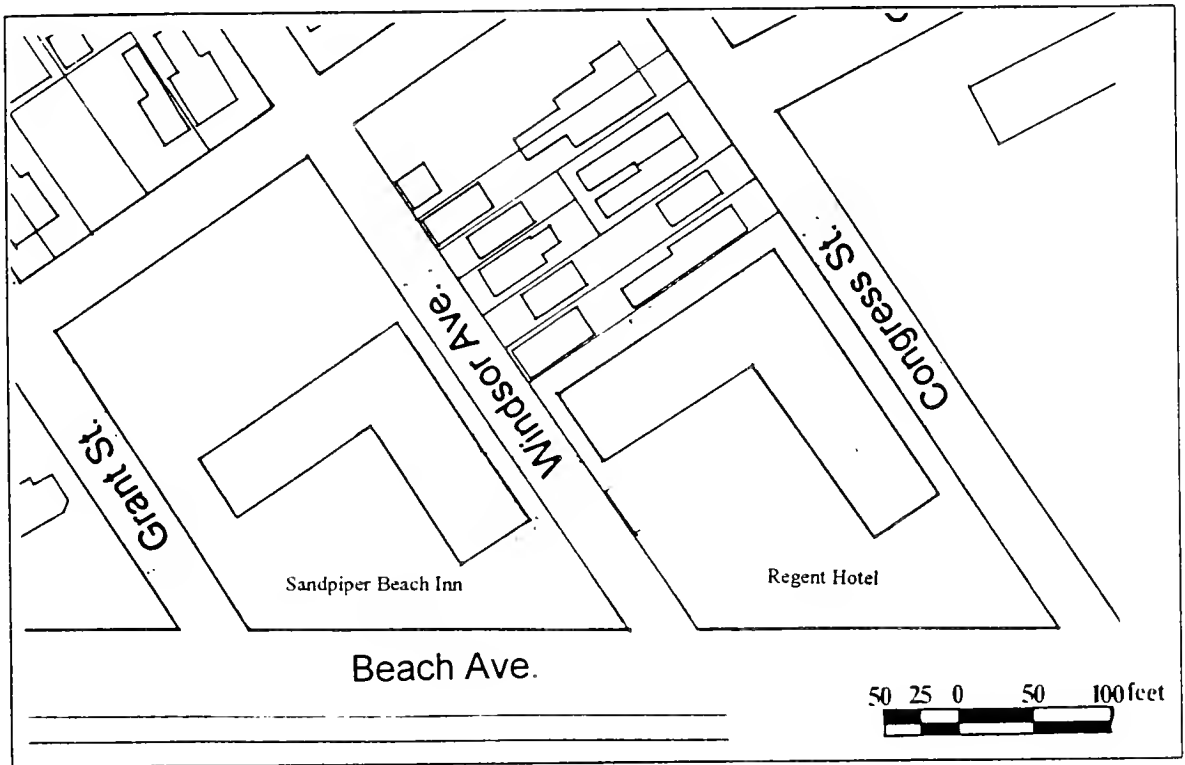 Congress St.
Windsor Ave.
Grant St.
Sandpiper Beach Inn
Regent Hotel
Beach Ave.
50 25 0 50 100 feet